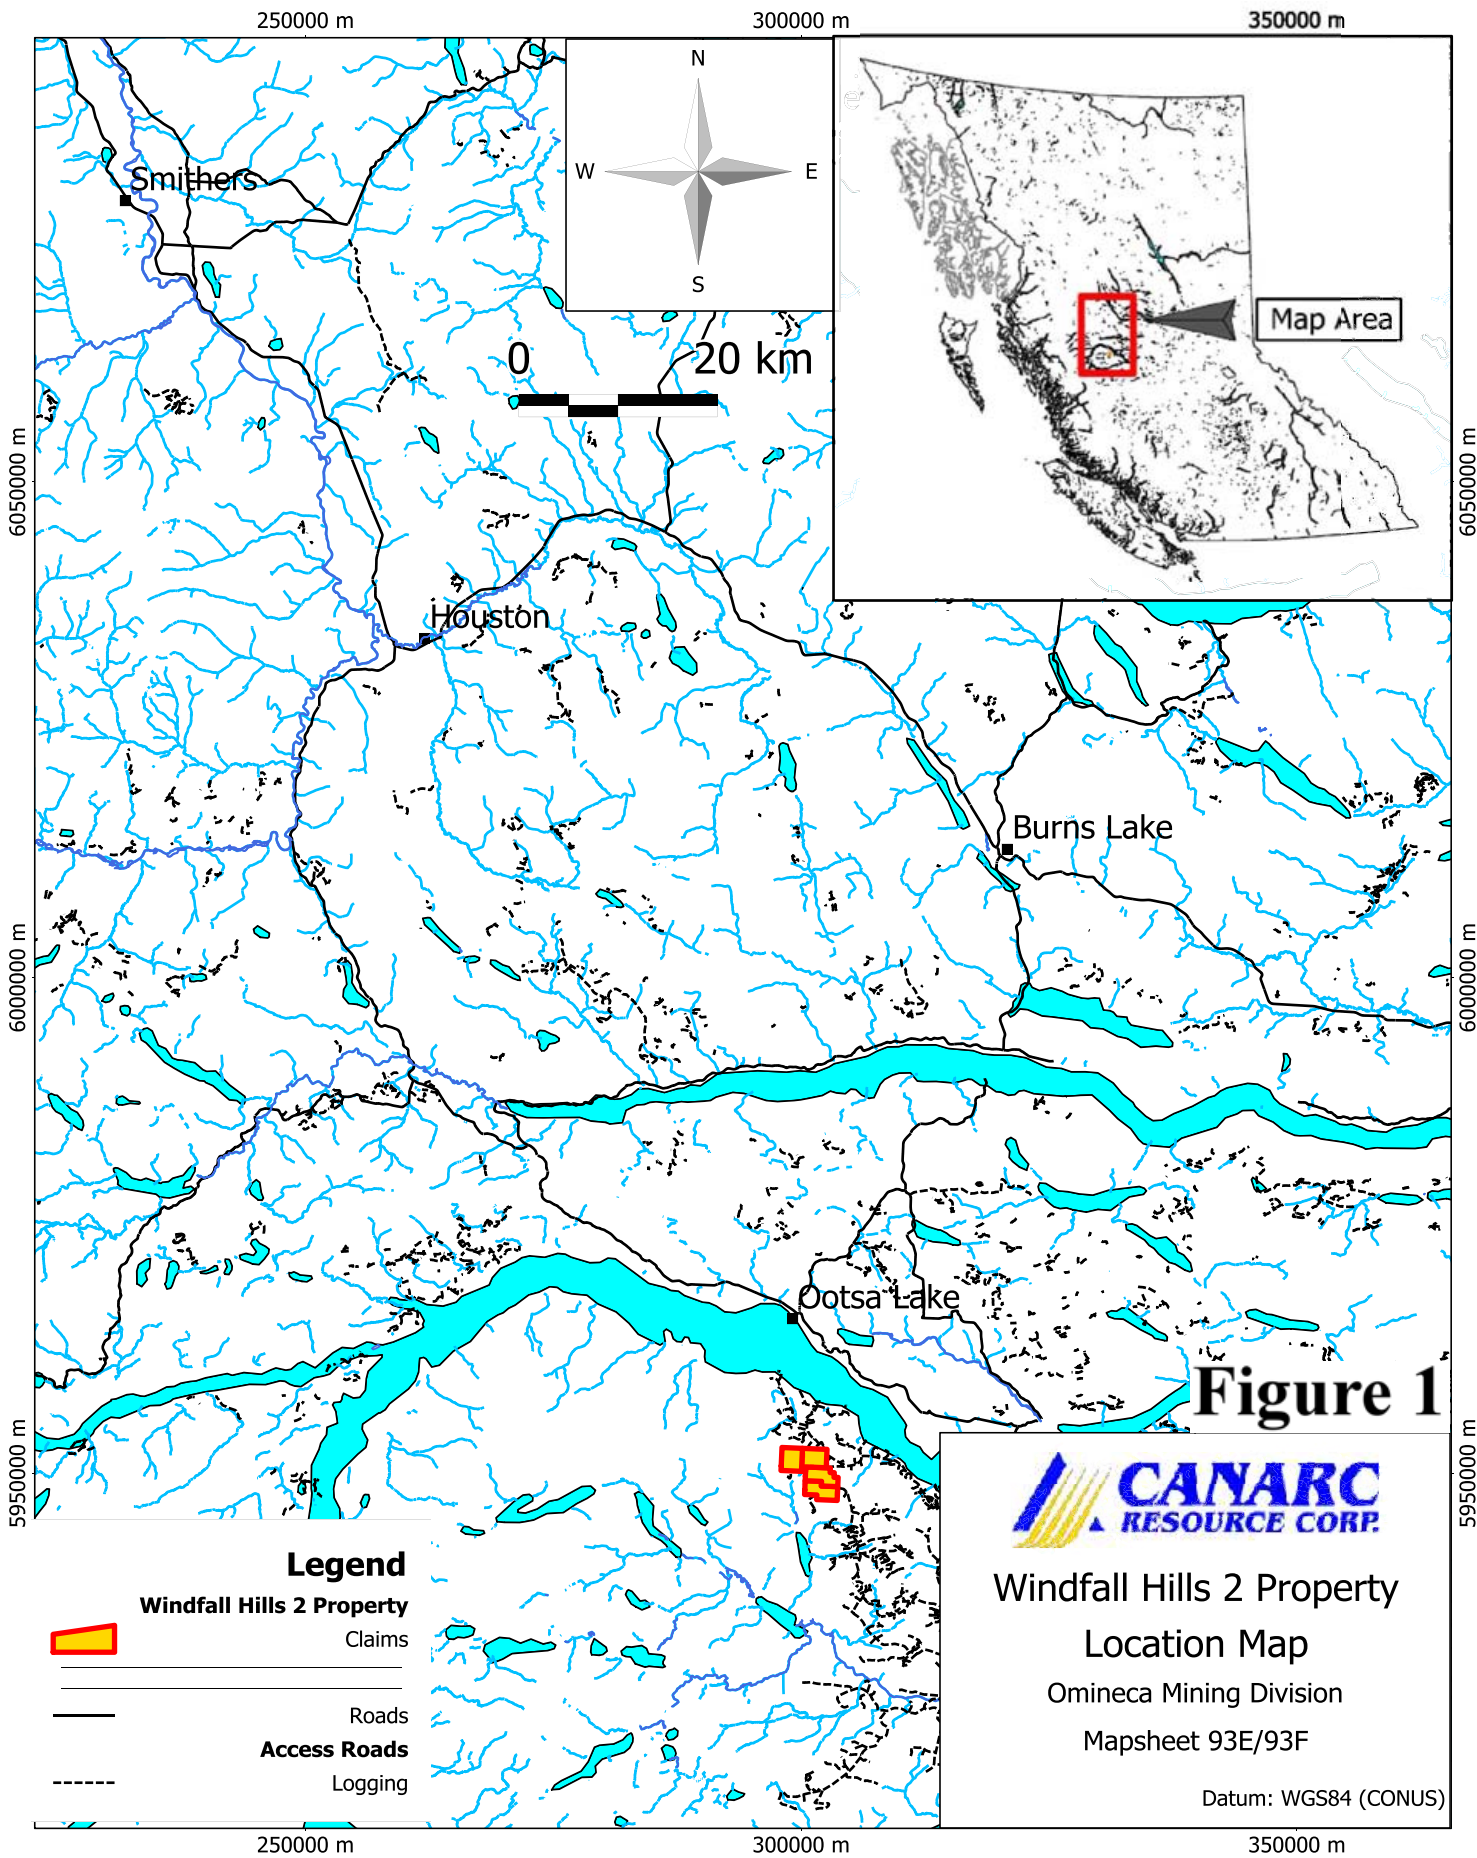 250000 m
300000 m
350000 m
N
W
E
S
Smithers
0
20 km
Map Area
6050000 m
6050000 m
Houston
Burns Lake
6000000 m
6000000 m
Ootsa Lake
Figure 1
5950000 m
5950000 m
CANARC
RESOURCE CORP.
Windfall Hills 2 Property
Location Map
Omineca Mining Division
Mapsheet 93E/93F
Datum: WGS84 (CONUS)
Legend
Windfall Hills 2 Property
Claims
Roads
Access Roads
Logging
250000 m
300000 m
350000 m